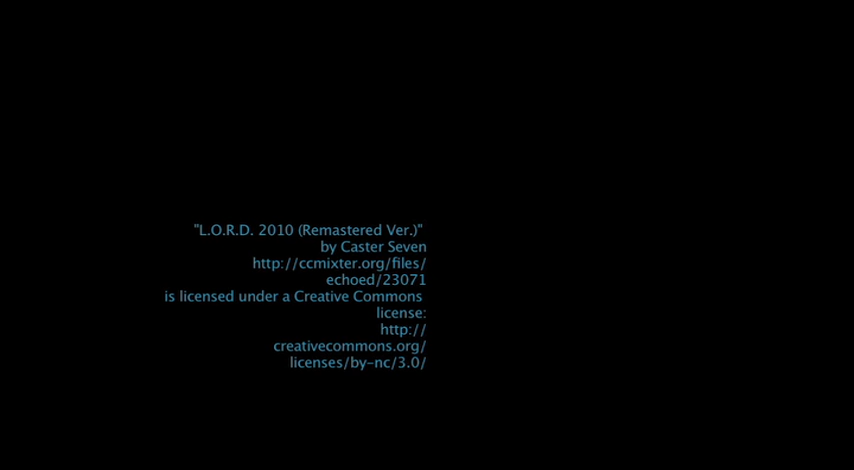 "L.O.R.D. 2010 (Remastered Ver.)"
by Caster Seven
http://ccmixter.org/files/
echoed/23071
is licensed under a Creative Commons
license:
http://
creativecommons.org/
licenses/by-nc/3.0/